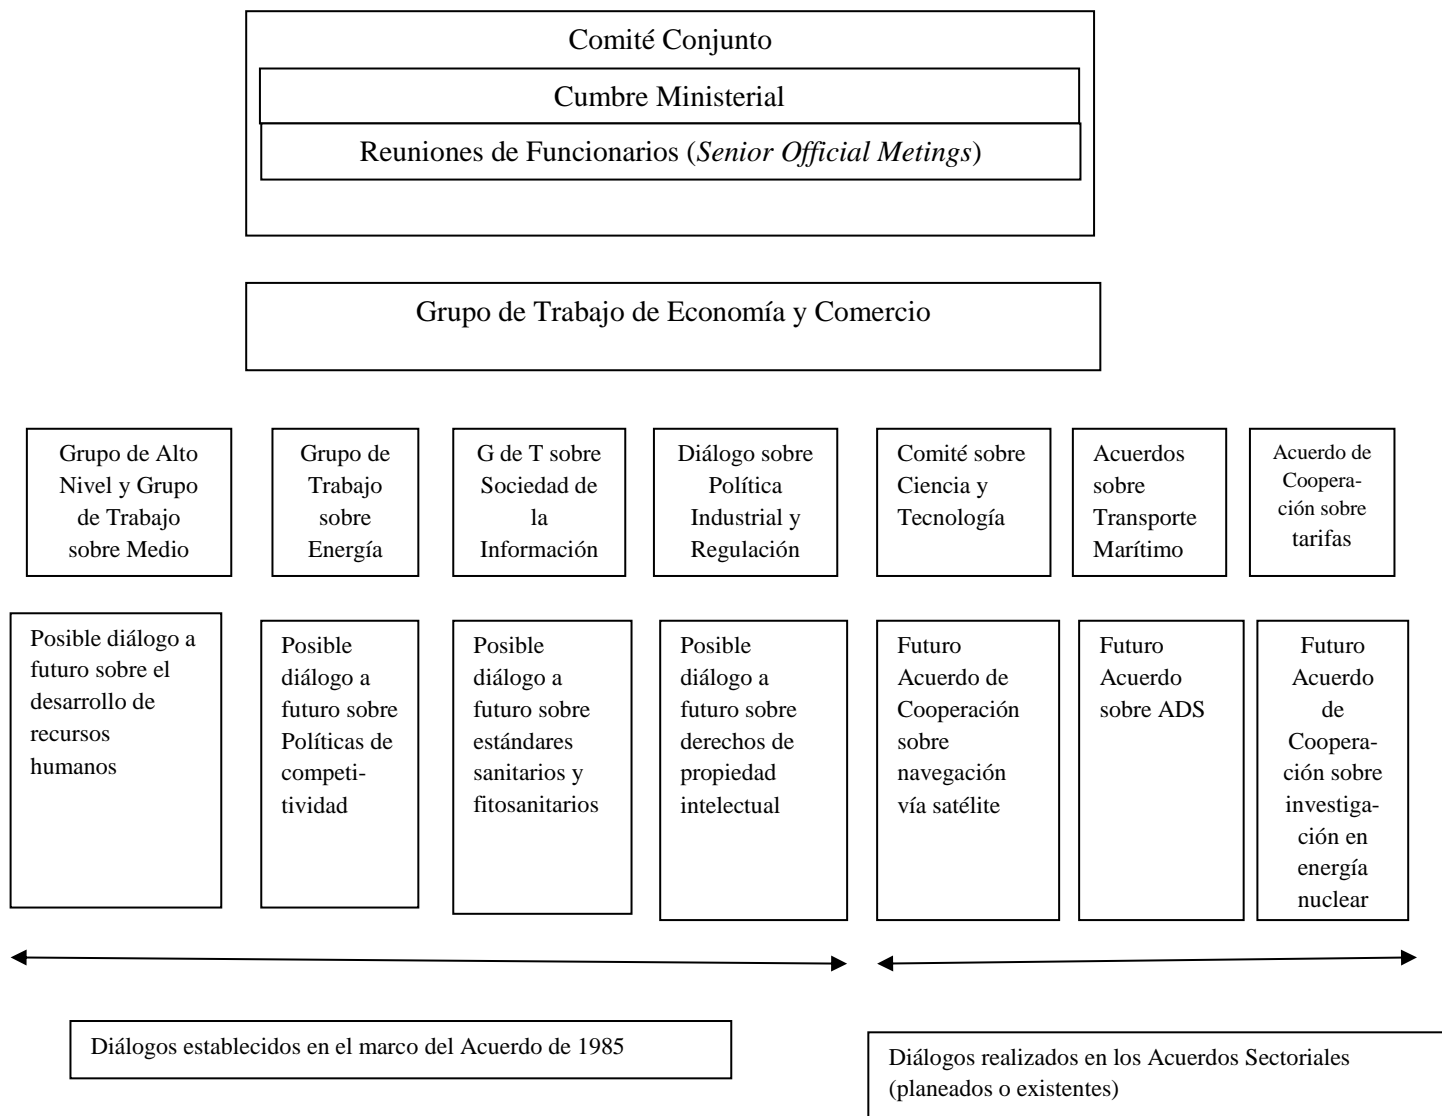 Comité Conjunto
Cumbre Ministerial
Reuniones de Funcionarios (Senior Official Metings)
Grupo de Trabajo de Economía y Comercio
Grupo de Alto
Nivel y Grupo
de Trabajo
sobre Medio
Grupo de
Trabajo
sobre
Energía
G de T sobre
Sociedad de
la
Información
Diálogo sobre
Política
Industrial y
Regulación
Comité sobre
Ciencia y
Tecnología
Acuerdos
sobre
Transporte
Marítimo
Acuerdo de
Coopera-
ción sobre
tarifas
Posible diálogo a
futuro sobre el
desarrollo de
recursos
humanos
Posible
diálogo a
futuro sobre
Políticas de
competi-
tividad
Posible
diálogo a
futuro sobre
estándares
sanitarios y
fitosanitarios
Posible
diálogo a
futuro sobre
derechos de
propiedad
intelectual
Futuro
Acuerdo de
Cooperación
sobre
navegación
vía satélite
Futuro
Acuerdo
sobre ADS
Futuro
Acuerdo
de
Coopera-
ción sobre
investiga-
ción en
energía
nuclear
Diálogos establecidos en el marco del Acuerdo de 1985
Diálogos realizados en los Acuerdos Sectoriales
(planeados o existentes)